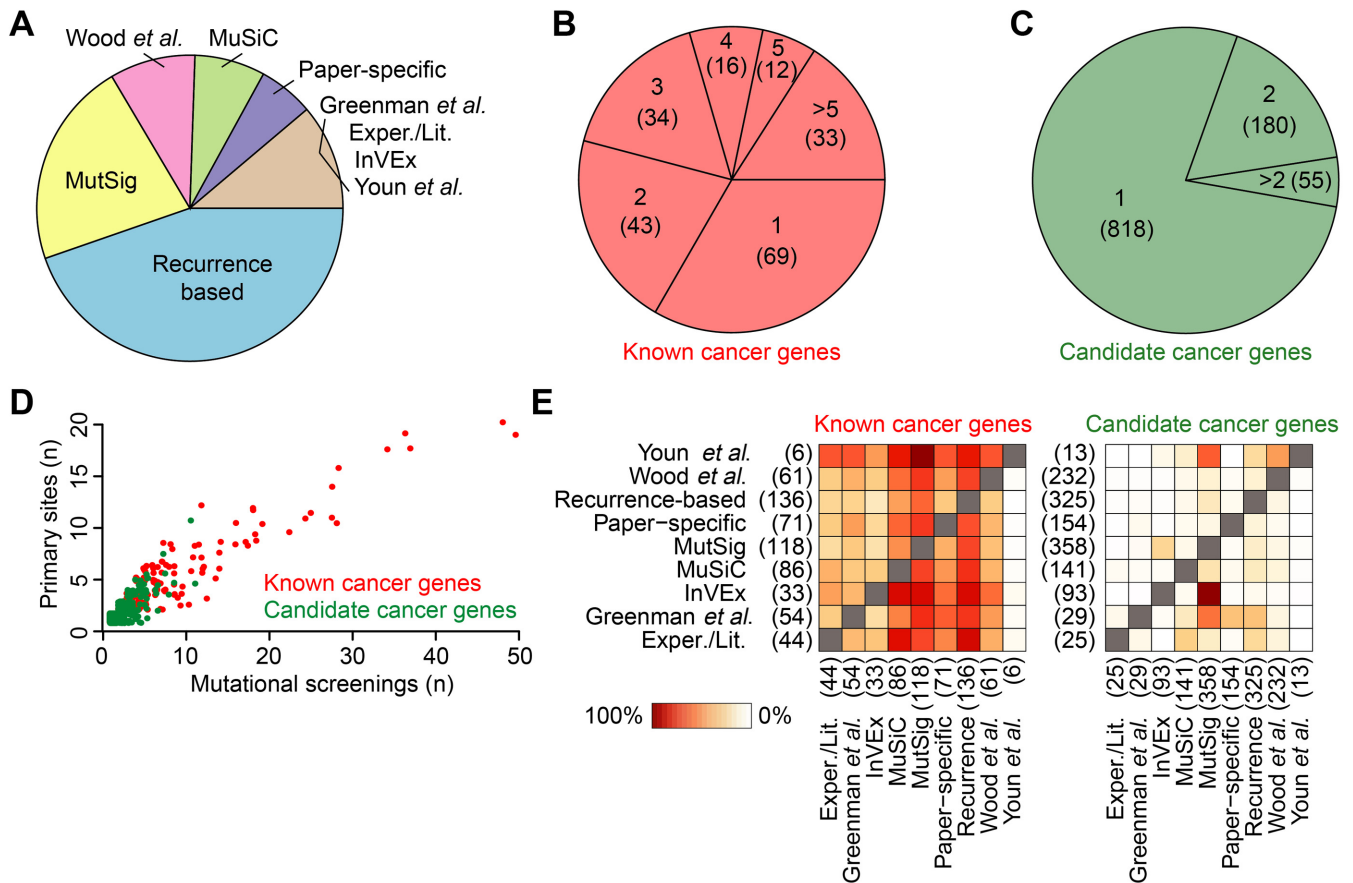 A
Wood et al.
MuSiC
Paper-specific
Greenman et al.
Exper./Lit.
InVEx
Youn et al.
MutSig
Recurrence
based
B
4
(16)
5
(12)
3
(34)
>5
(33)
2
(43)
1
(69)
Known cancer genes
C
2
(180)
>2 (55)
1
(818)
Candidate cancer genes
D
Primary sites (n)
20
15
10
5
0
Known cancer genes
Candidate cancer genes
0 10 20 30 40 50
Mutational screenings (n)
E
Known cancer genes
Youn et al. (6)
Wood et al. (61)
Recurrence-based (136)
Paper−specific (71)
MutSig (118)
MuSiC (86)
InVEx (33)
Greenman et al. (54)
Exper./Lit. (44)
100% 0%
Exper./Lit. (44)
Greenman et al. (54)
InVEx (33)
MuSiC (86)
MutSig (118)
Paper−specific (71)
Recurrence (136)
Wood et al. (61)
Youn et al. (6)
Candidate cancer genes
(13)
(232)
(325)
(154)
(358)
(141)
(93)
(29)
(25)
Exper./Lit. (25)
Greenman et al. (29)
InVEx (93)
MuSiC (141)
MutSig (358)
Paper−specific (154)
Recurrence (325)
Wood et al. (232)
Youn et al. (13)